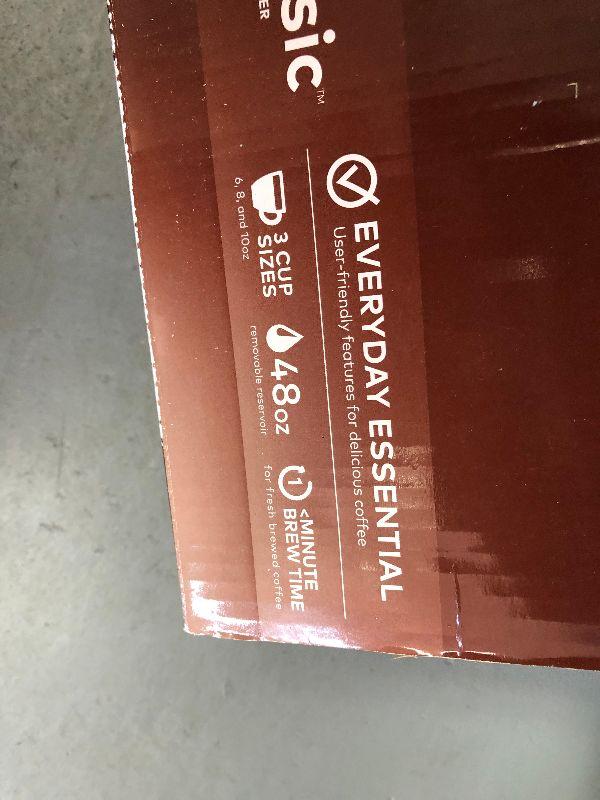 sic™
ER
EVERYDAY ESSENTIAL
User-friendly features for delicious coffee
3 CUP
SIZES
6, 8, and 10oz
48oz
removable reservoir
1
<MINUTE
BREW TIME
for fresh brewed coffee